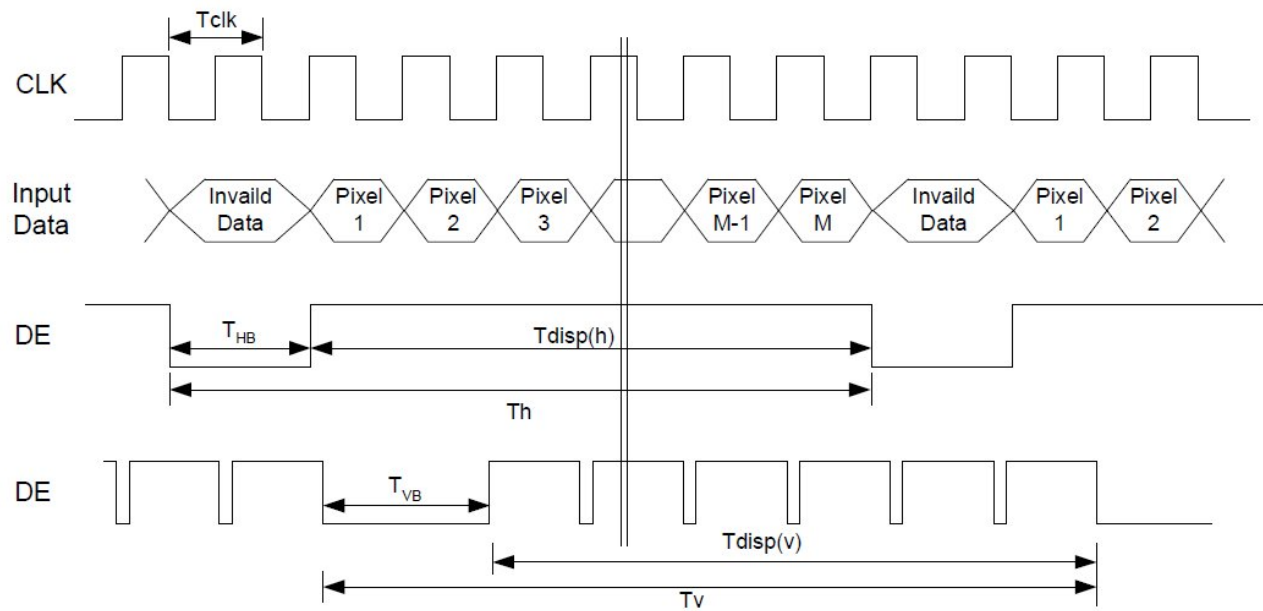 Tclk
CLK
Input
Data
Invaild
Data
Pixel
1
Pixel
2
Pixel
3
Pixel
M-1
Pixel
M
Invaild
Data
Pixel
1
Pixel
2
DE
THB
Tdisp(h)
Th
DE
TVB
Tdisp(v)
Tv